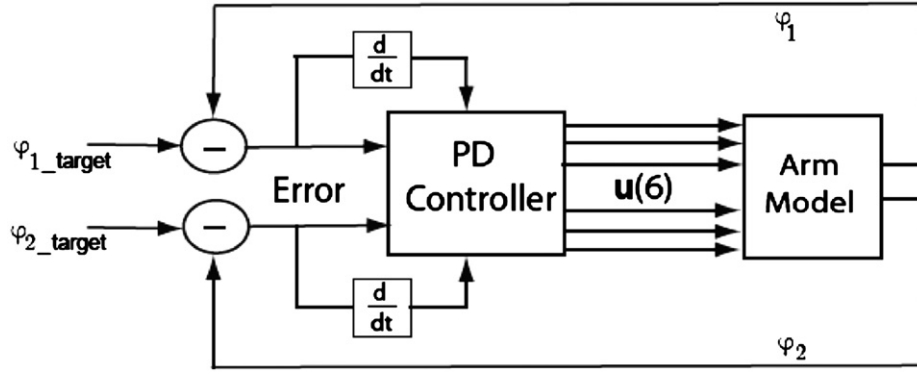 φ1
d
dt
φ1_target
PD
Controller
Error
u(6)
Arm
Model
φ2_target
d
dt
φ2